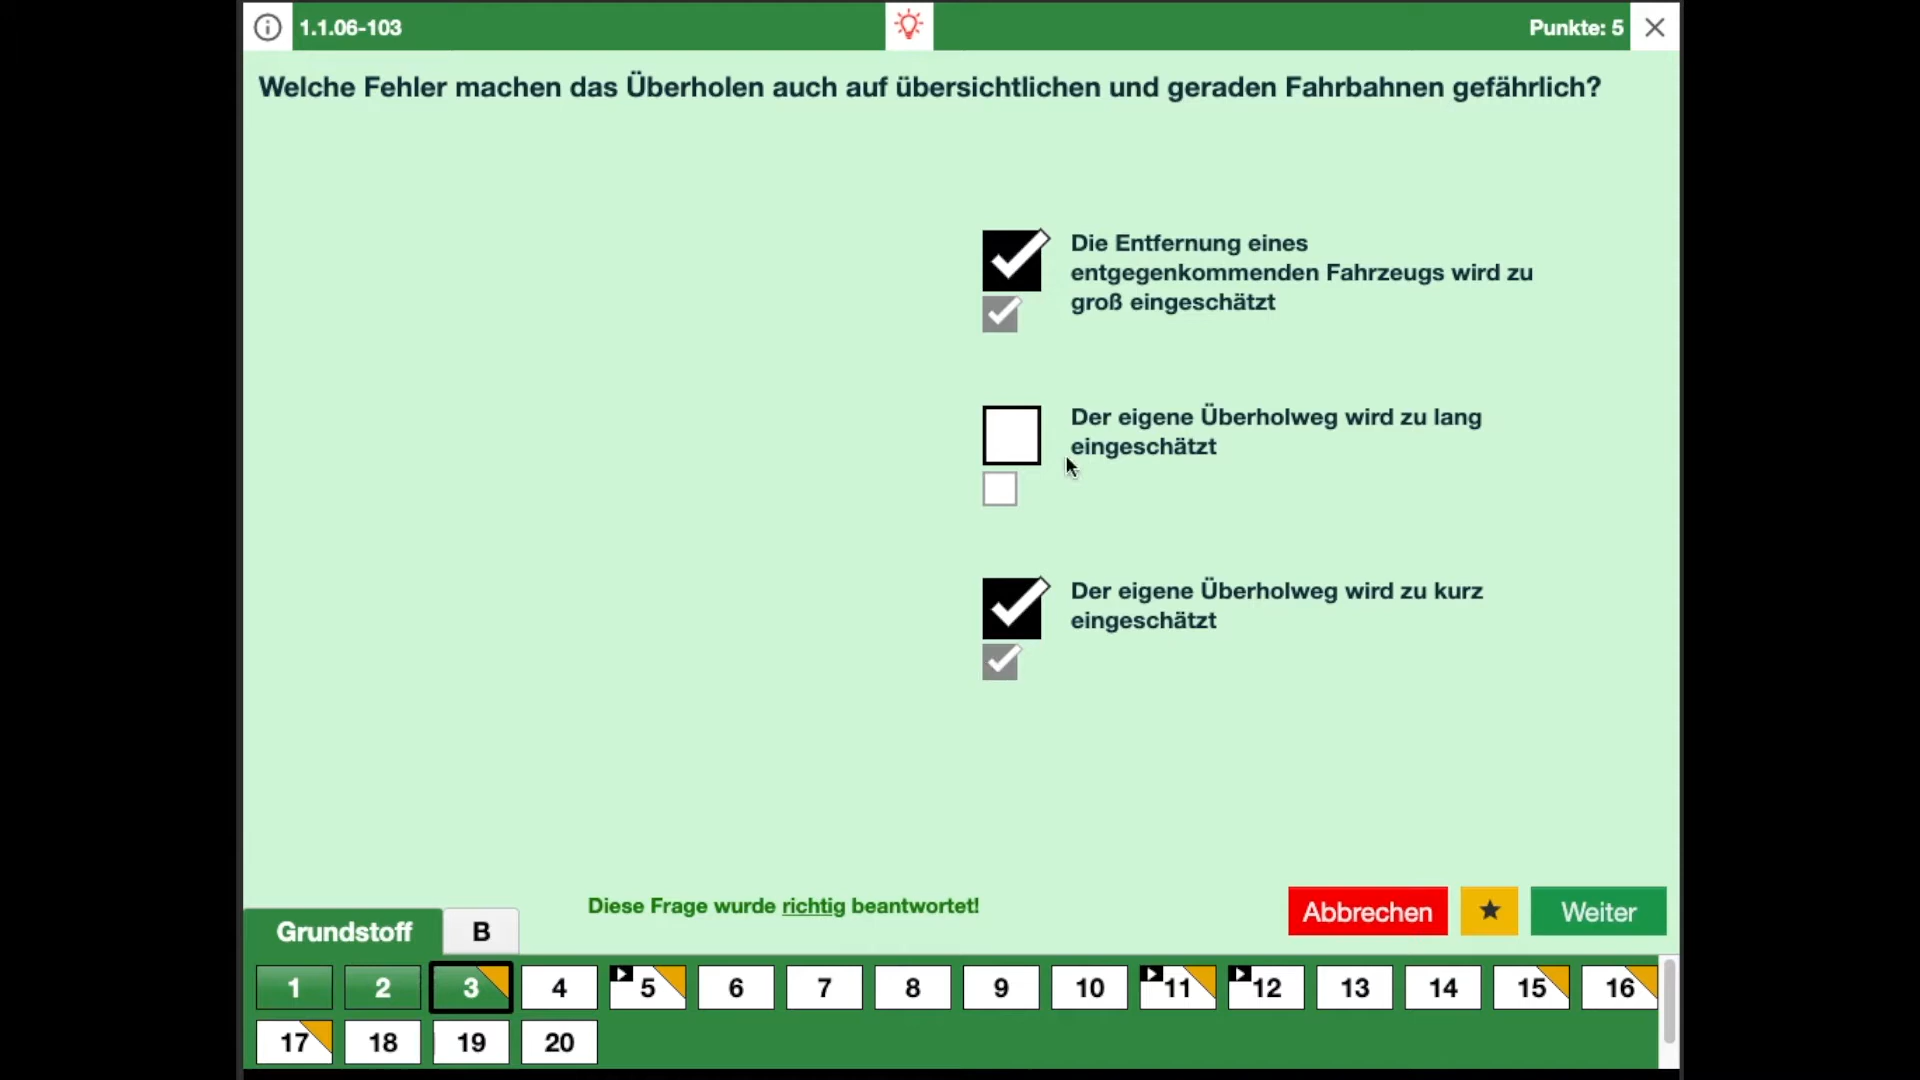 1.1.06-103
Punkte: 5
Welche Fehler machen das Überholen auch auf übersichtlichen und geraden Fahrbahnen gefährlich?
Die Entfernung eines
entgegenkommenden Fahrzeugs wird zu
groß eingeschätzt
Der eigene Überholweg wird zu lang
eingeschätzt
Der eigene Überholweg wird zu kurz
eingeschätzt
Diese Frage wurde richtig beantwortet!
Abbrechen
Weiter
Grundstoff
B
1 2 3 4 5 6 7 8 9 10 11 12 13 14 15 16
17 18 19 20